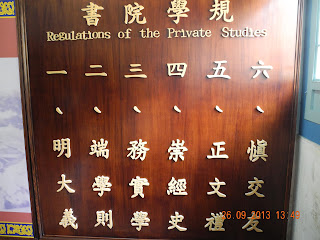 書院學規
Regulations of the Private Studies
一、明大義
二、端學則
三、務實學
四、崇經史
五、正文禮
六、慎交友
26.09.2013